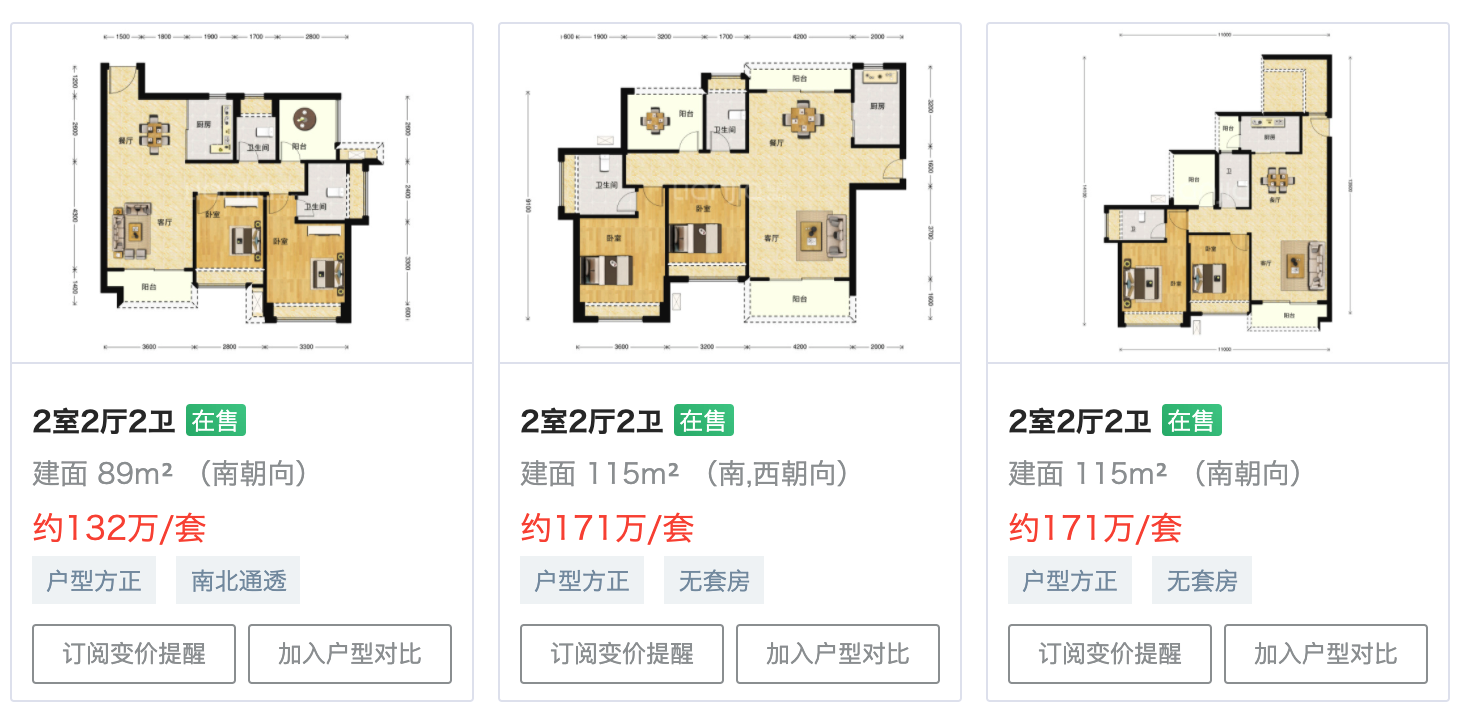 1500 1800 1900 1700 2800
1200
2600
4300
1400
2600
2400
3300
600
餐厅
厨房
卫生间
阳台
卫生间
客厅
卧室
卧室
阳台
3600 2800 3300
600 1900 3200 1700 4200 2000
9100
3200
1600
3700
1600
阳台
阳台
卫生间
餐厅
厨房
卫生间
卧室
卧室
客厅
阳台
3600 3200 4200 2000
11000
阳台
厨房
阳台
卫
餐厅
卫
卧室
卧室
客厅
阳台
11000
2室2厅2卫 在售
建面 89m² （南朝向）
约132万/套
户型方正 南北通透
订阅变价提醒 加入户型对比
2室2厅2卫 在售
建面 115m² （南,西朝向）
约171万/套
户型方正 无套房
订阅变价提醒 加入户型对比
2室2厅2卫 在售
建面 115m² （南朝向）
约171万/套
户型方正 无套房
订阅变价提醒 加入户型对比